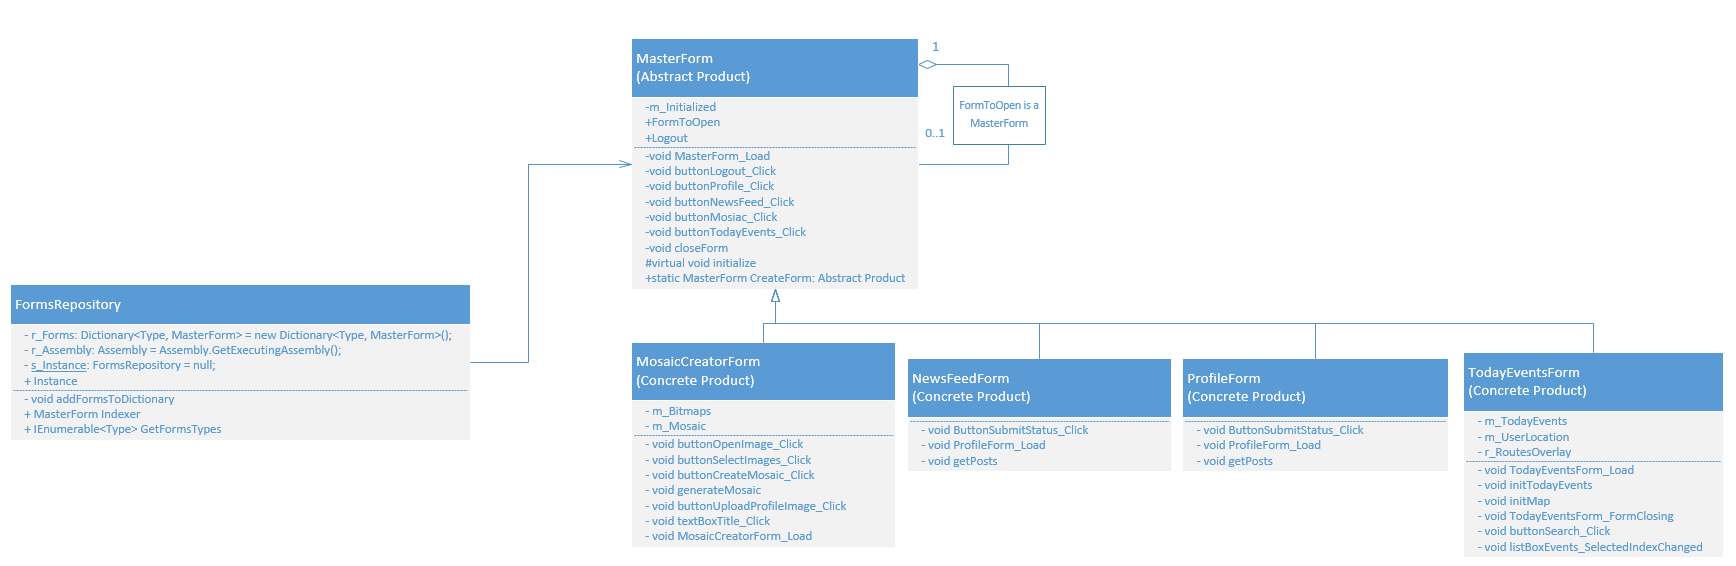 1
MasterForm
(Abstract Product)
-m_Initialized
+FormToOpen
+Logout
-void MasterForm_Load
-void buttonLogout_Click
-void buttonProfile_Click
-void buttonNewsFeed_Click
-void buttonMosiac_Click
-void buttonTodayEvents_Click
-void closeForm
#virtual void initialize
+static MasterForm CreateForm: Abstract Product
FormToOpen is a
MasterForm
0..1
FormsRepository
- r_Forms: Dictionary<Type, MasterForm> = new Dictionary<Type, MasterForm>();
- r_Assembly: Assembly = Assembly.GetExecutingAssembly();
- s_Instance: FormsRepository = null;
+ Instance
- void addFormsToDictionary
+ MasterForm Indexer
+ IEnumerable<Type> GetFormsTypes
MosaicCreatorForm
(Concrete Product)
- m_Bitmaps
- m_Mosaic
- void buttonOpenImage_Click
- void buttonSelectImages_Click
- void buttonCreateMosaic_Click
- void generateMosaic
- void buttonUploadProfileImage_Click
- void textBoxTitle_Click
- void MosaicCreatorForm_Load
NewsFeedForm
(Concrete Product)
- void ButtonSubmitStatus_Click
- void ProfileForm_Load
- void getPosts
ProfileForm
(Concrete Product)
- void ButtonSubmitStatus_Click
- void ProfileForm_Load
- void getPosts
TodayEventsForm
(Concrete Product)
- m_TodayEvents
- m_UserLocation
- r_RoutesOverlay
- void TodayEventsForm_Load
- void initTodayEvents
- void initMap
- void TodayEventsForm_FormClosing
- void buttonSearch_Click
- void listBoxEvents_SelectedIndexChanged